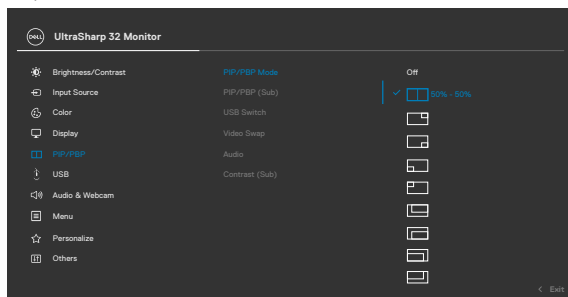 DELL UltraSharp 32 Monitor
Brightness/Contrast
Input Source
Color
Display
PIP/PBP
USB
Audio & Webcam
Menu
Personalize
Others
PIP/PBP Mode
PIP/PBP (Sub)
USB Switch
Video Swap
Audio
Contrast (Sub)
Off
50% - 50%
< Exit